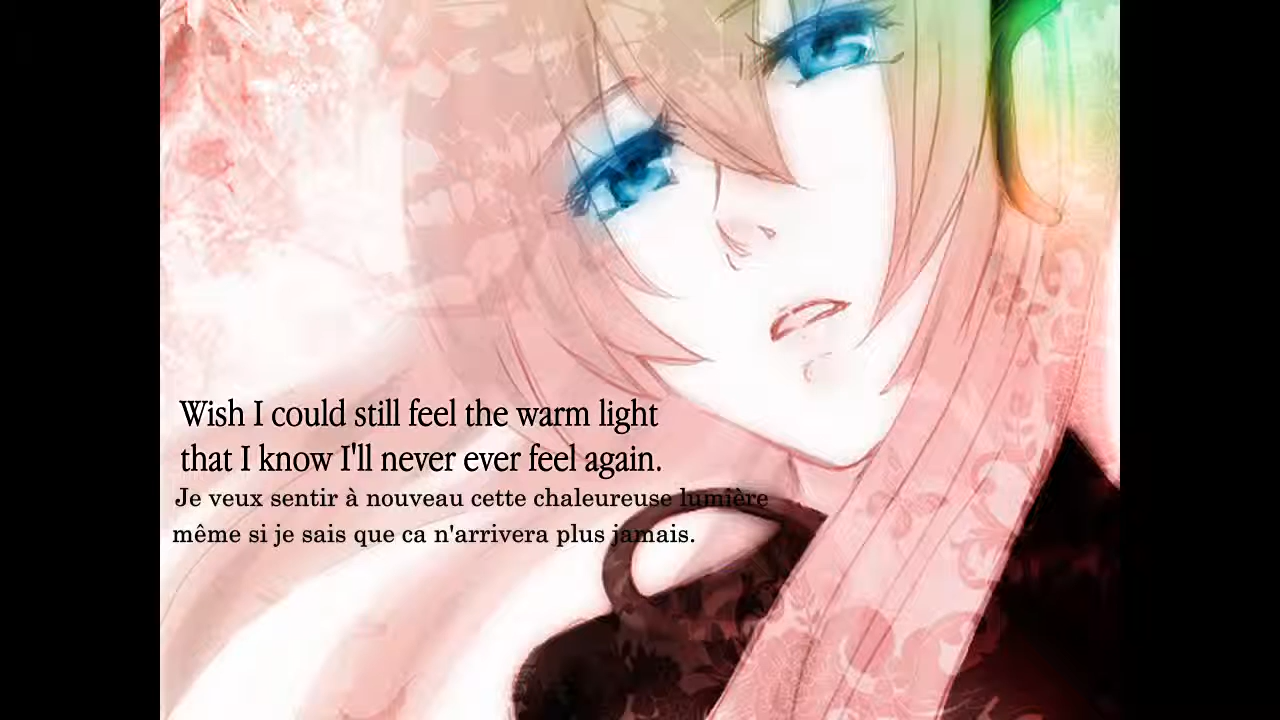 Wish I could still feel the warm light
that I know I'll never ever feel again.
Je veux sentir à nouveau cette chaleureuse lumière
même si je sais que ca n'arrivera plus jamais.